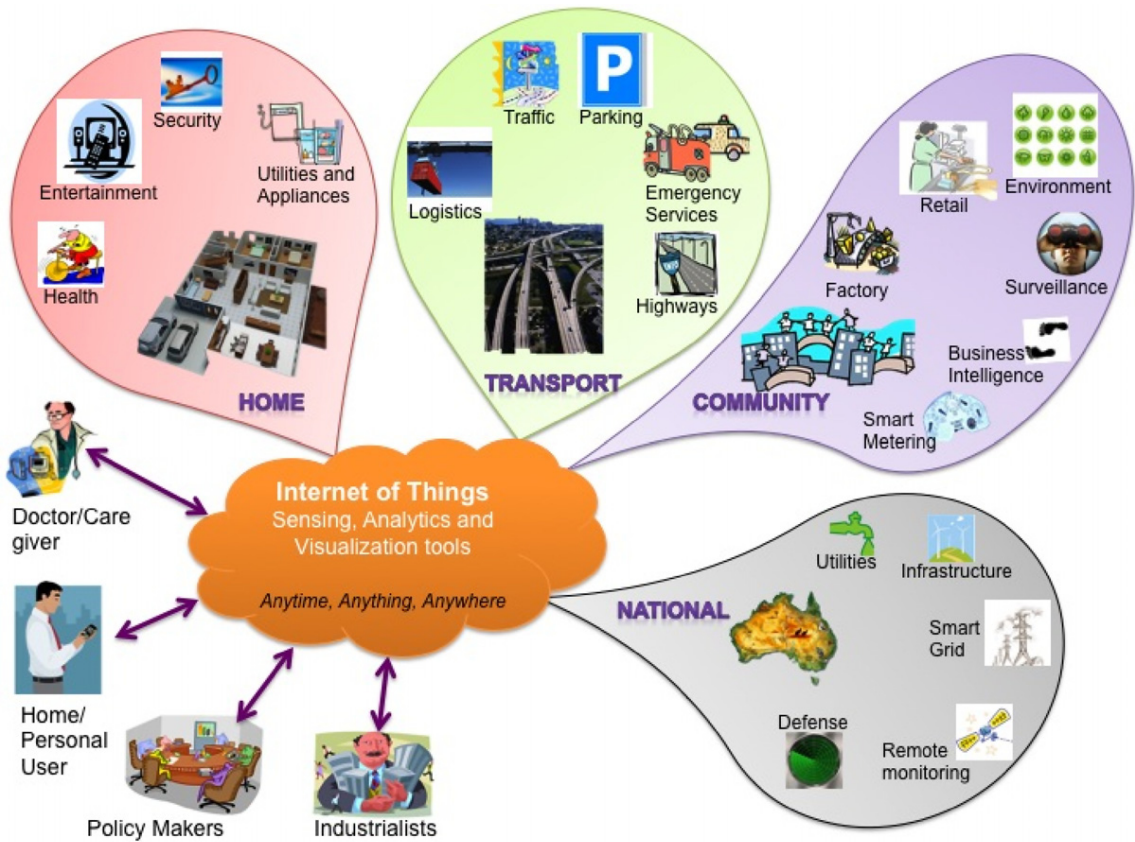 Security
Entertainment
Utilities and
Appliances
Health
HOME
Traffic
P
Parking
Logistics
Emergency
Services
Highways
TRANSPORT
Retail
Environment
Factory
Surveillance
Business
Intelligence
COMMUNITY
Smart
Metering
Doctor/Care
giver
Internet of Things
Sensing, Analytics and
Visualization tools
Anytime, Anything, Anywhere
Home/
Personal
User
Policy Makers
Industrialists
NATIONAL
Utilities
Infrastructure
Smart
Grid
Defense
Remote
monitoring